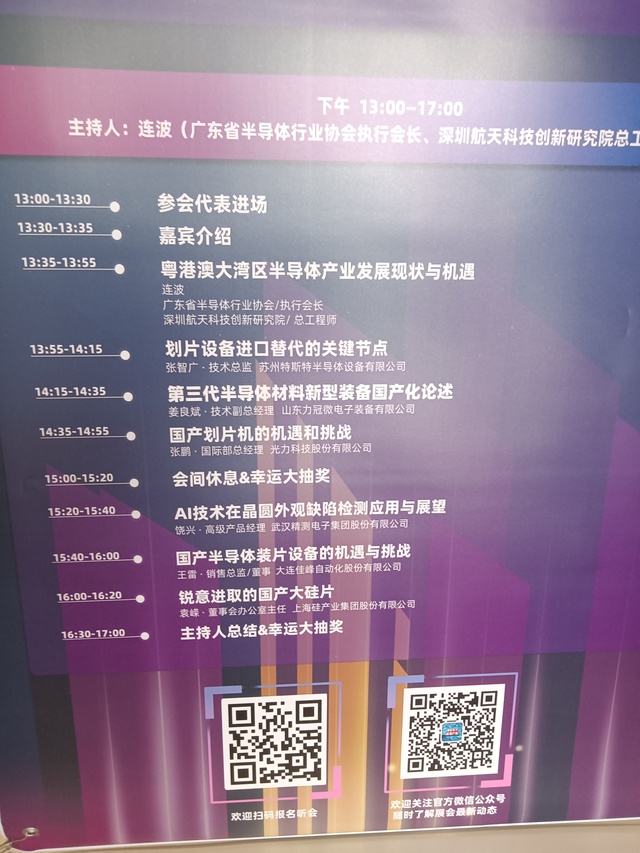 下午 13:00—17:00
主持人：连波（广东省半导体行业协会执行会长、深圳航天科技创新研究院总工
13:00-13:30 参会代表进场
13:30-13:35 嘉宾介绍
13:35-13:55 粤港澳大湾区半导体产业发展现状与机遇
连波
广东省半导体行业协会/执行会长
深圳航天科技创新研究院/ 总工程师
13:55-14:15 划片设备进口替代的关键节点
张智广 · 技术总监 苏州特斯特半导体设备有限公司
14:15-14:35 第三代半导体材料新型装备国产化论述
姜良斌 · 技术副总经理 山东力冠微电子装备有限公司
14:35-14:55 国产划片机的机遇和挑战
张鹏 · 国际部总经理 光力科技股份有限公司
15:00-15:20 会间休息&幸运大抽奖
15:20-15:40 AI技术在晶圆外观缺陷检测应用与展望
饶兴 · 高级产品经理 武汉精测电子集团股份有限公司
15:40-16:00 国产半导体装片设备的机遇与挑战
王雷 · 销售总监/董事 大连佳峰自动化股份有限公司
16:00-16:20 锐意进取的国产大硅片
袁嵘 · 董事会办公室主任 上海硅产业集团股份有限公司
16:30-17:00 主持人总结&幸运大抽奖
欢迎扫码报名听会
欢迎关注官方微信公众号
随时了解展会最新动态